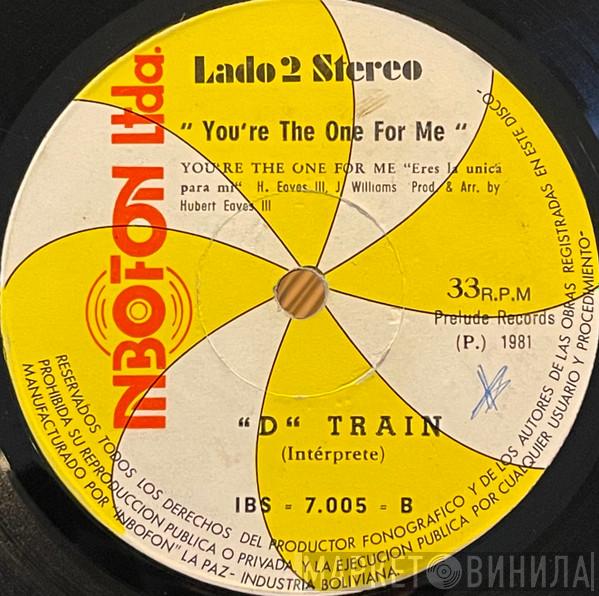 INBOFON Ltda.
Lado 2 Stereo
" You're The One For Me "
YOU'RE THE ONE FOR ME "Eres la unica
para mi" H. Eaves III, J. Williams Prod. & Arr. by
Hubert Eaves III
33 R.P.M
Prelude Records
(P.) 1981
"D" TRAIN
(Intérprete)
IBS = 7.005 = B
RESERVADOS TODOS LOS DERECHOS DEL PRODUCTOR FONOGRAFICO Y DE LOS AUTORES DE LAS OBRAS REGISTRADAS EN ESTE DISCO-
PROHIBIDA SU REPRODUCCION PUBLICA O PRIVADA Y LA EJECUCION PUBLICA POR CUALQUIER USUARIO Y PROCEDIMIENTO-
MANUFACTURADO POR "INBOFON" LA PAZ- INDUSTRIA BOLIVIANA.
МАРКЕТ ВИНИЛА